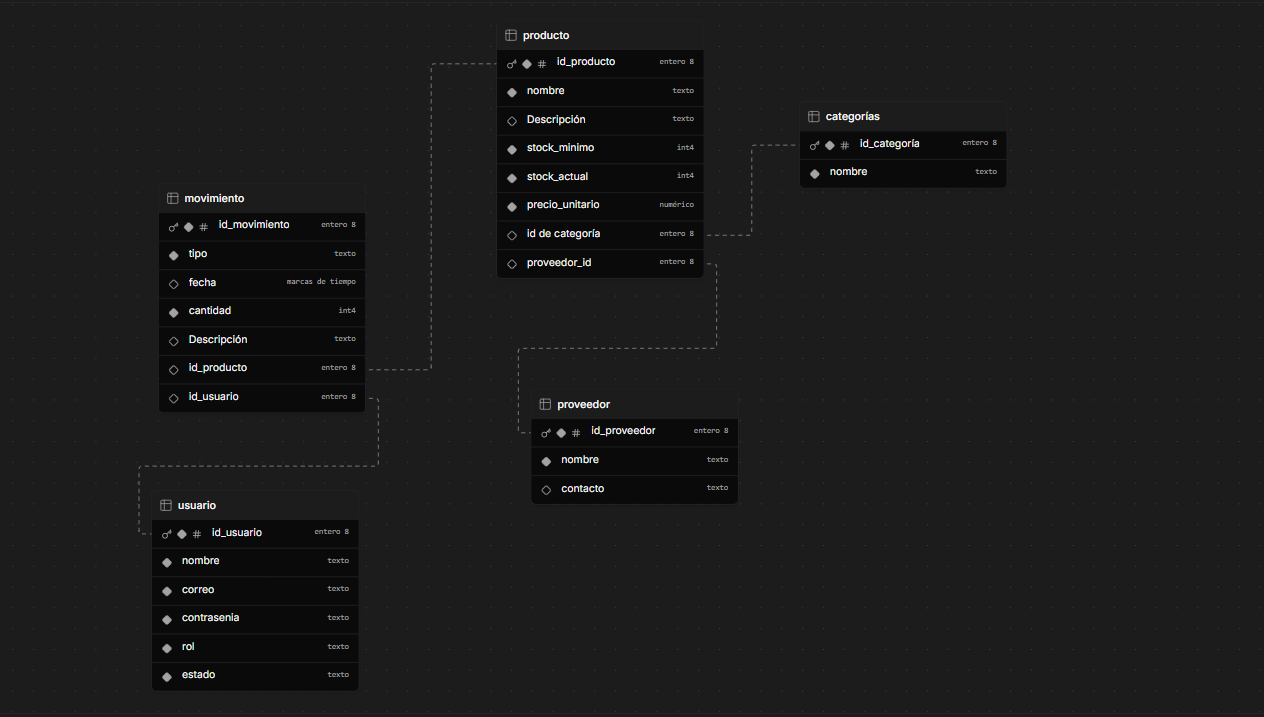 producto
id_producto entero 8
nombre texto
Descripción texto
stock_minimo int4
stock_actual int4
precio_unitario numérico
id de categoría entero 8
proveedor_id entero 8
categorías
id_categoría entero 8
nombre texto
movimiento
id_movimiento entero 8
tipo texto
fecha marcas de tiempo
cantidad int4
Descripción texto
id_producto entero 8
id_usuario entero 8
proveedor
id_proveedor entero 8
nombre texto
contacto texto
usuario
id_usuario entero 8
nombre texto
correo texto
contrasenia texto
rol texto
estado texto